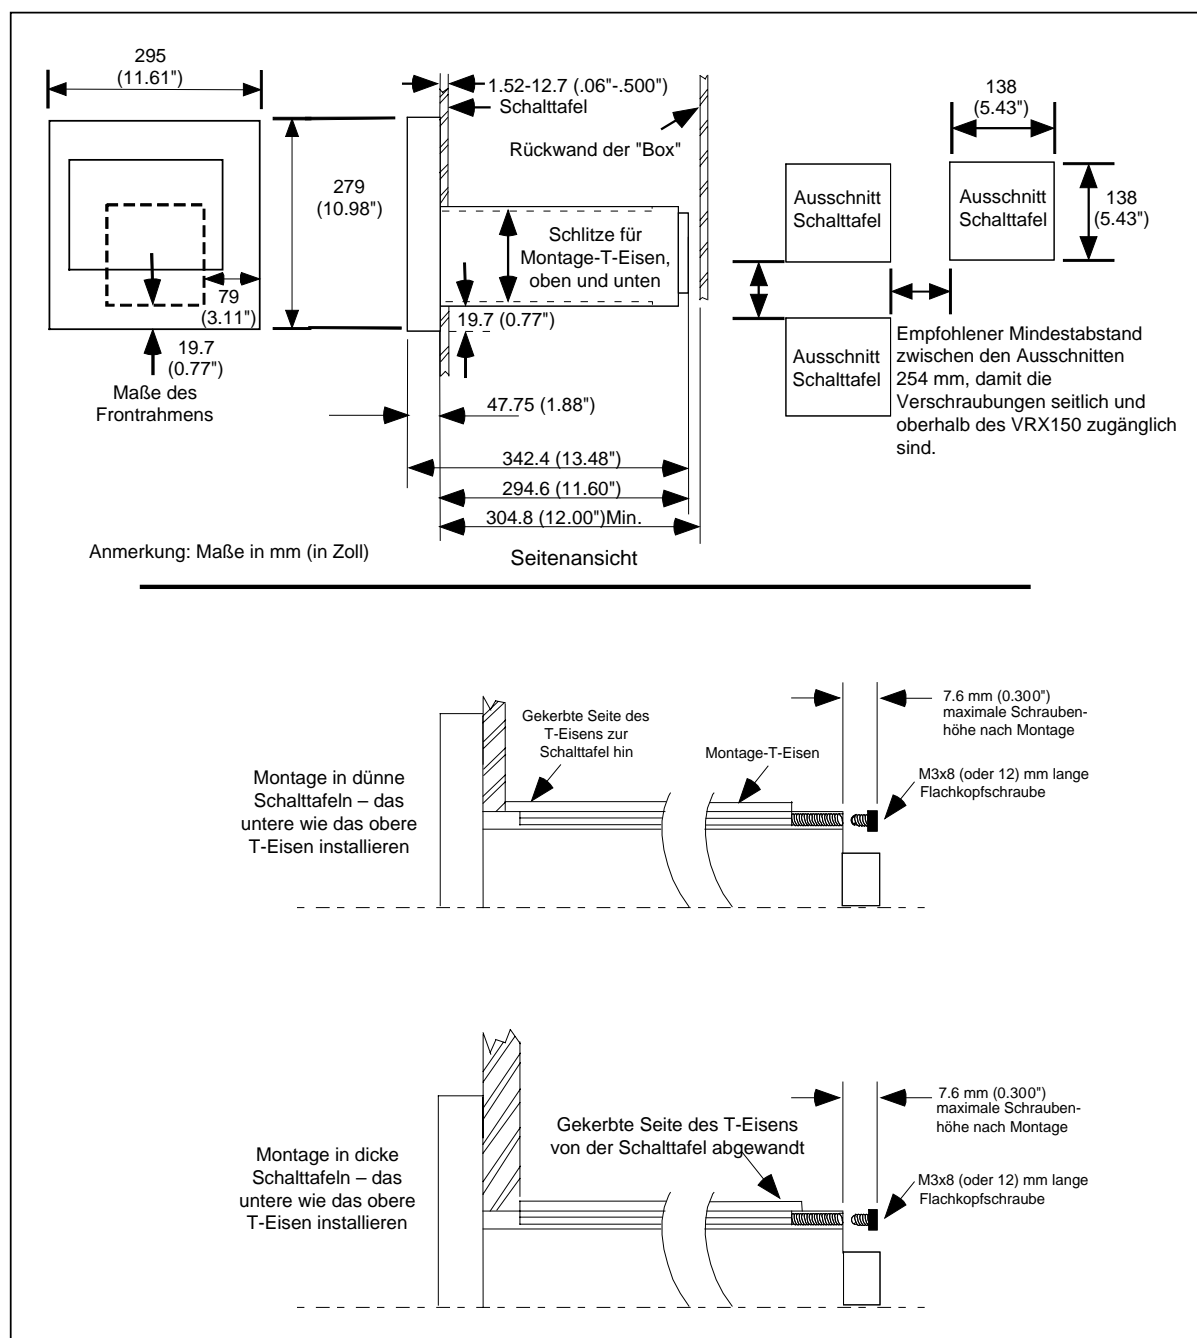 295
(11.61")
1.52-12.7 (.06"-.500")
Schalttafel
Rückwand der "Box"
138
(5.43")
279
(10.98")
Schlitze für
Montage-T-Eisen,
oben und unten
Ausschnitt
Schalttafel
Ausschnitt
Schalttafel
138
(5.43")
79
(3.11")
19.7 (0.77")
19.7
(0.77")
Maße des
Frontrahmens
Ausschnitt
Schalttafel
Empfohlener Mindestabstand
zwischen den Ausschnitten
254 mm, damit die
Verschraubungen seitlich und
oberhalb des VRX150 zugänglich
sind.
47.75 (1.88")
342.4 (13.48")
294.6 (11.60")
304.8 (12.00")Min.
Anmerkung: Maße in mm (in Zoll)
Seitenansicht
Gekerbte Seite des
T-Eisens zur
Schalttafel hin
Montage-T-Eisen
7.6 mm (0.300")
maximale Schrauben-
höhe nach Montage
M3x8 (oder 12) mm lange
Flachkopfschraube
Montage in dünne
Schalttafeln – das
untere wie das obere
T-Eisen installieren
7.6 mm (0.300")
maximale Schrauben-
höhe nach Montage
Gekerbte Seite des T-Eisens
von der Schalttafel abgewandt
M3x8 (oder 12) mm lange
Flachkopfschraube
Montage in dicke
Schalttafeln – das
untere wie das obere
T-Eisen installieren